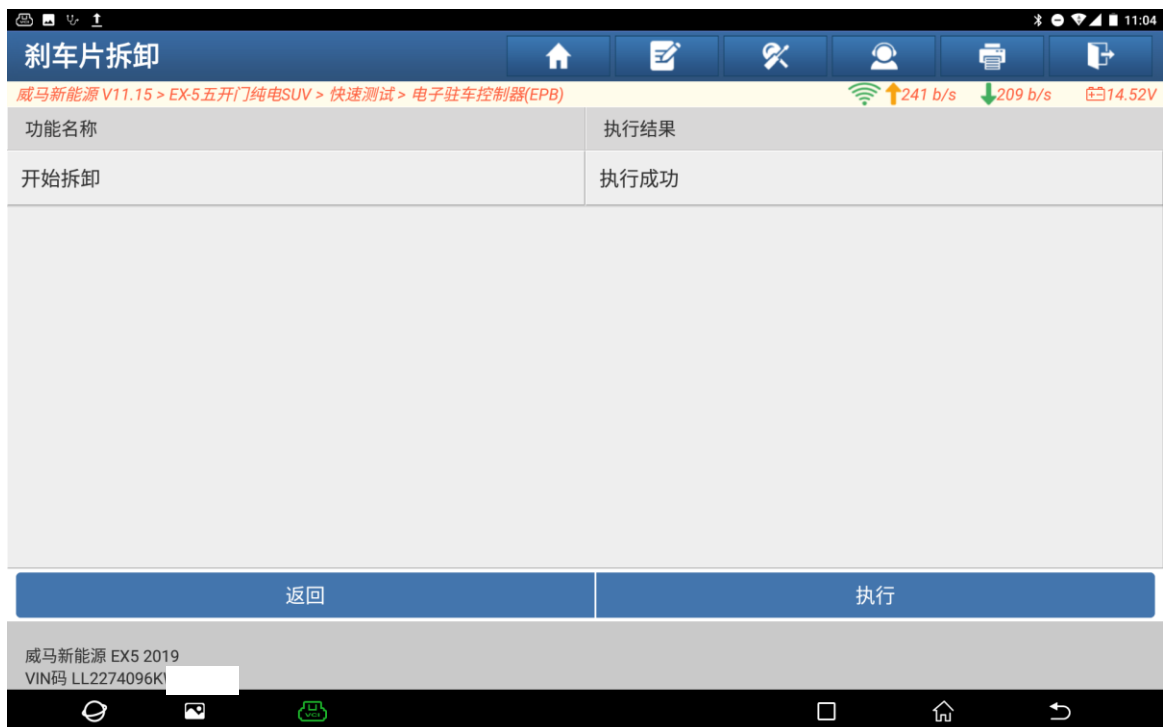 11:04
刹车片拆卸
威马新能源 V11.15 > EX-5五开门纯电SUV > 快速测试 > 电子驻车控制器(EPB) 241 b/s 209 b/s 14.52V
功能名称 执行结果
开始拆卸 执行成功
返回 执行
威马新能源 EX5 2019
VIN码 LL2274096K
VCI